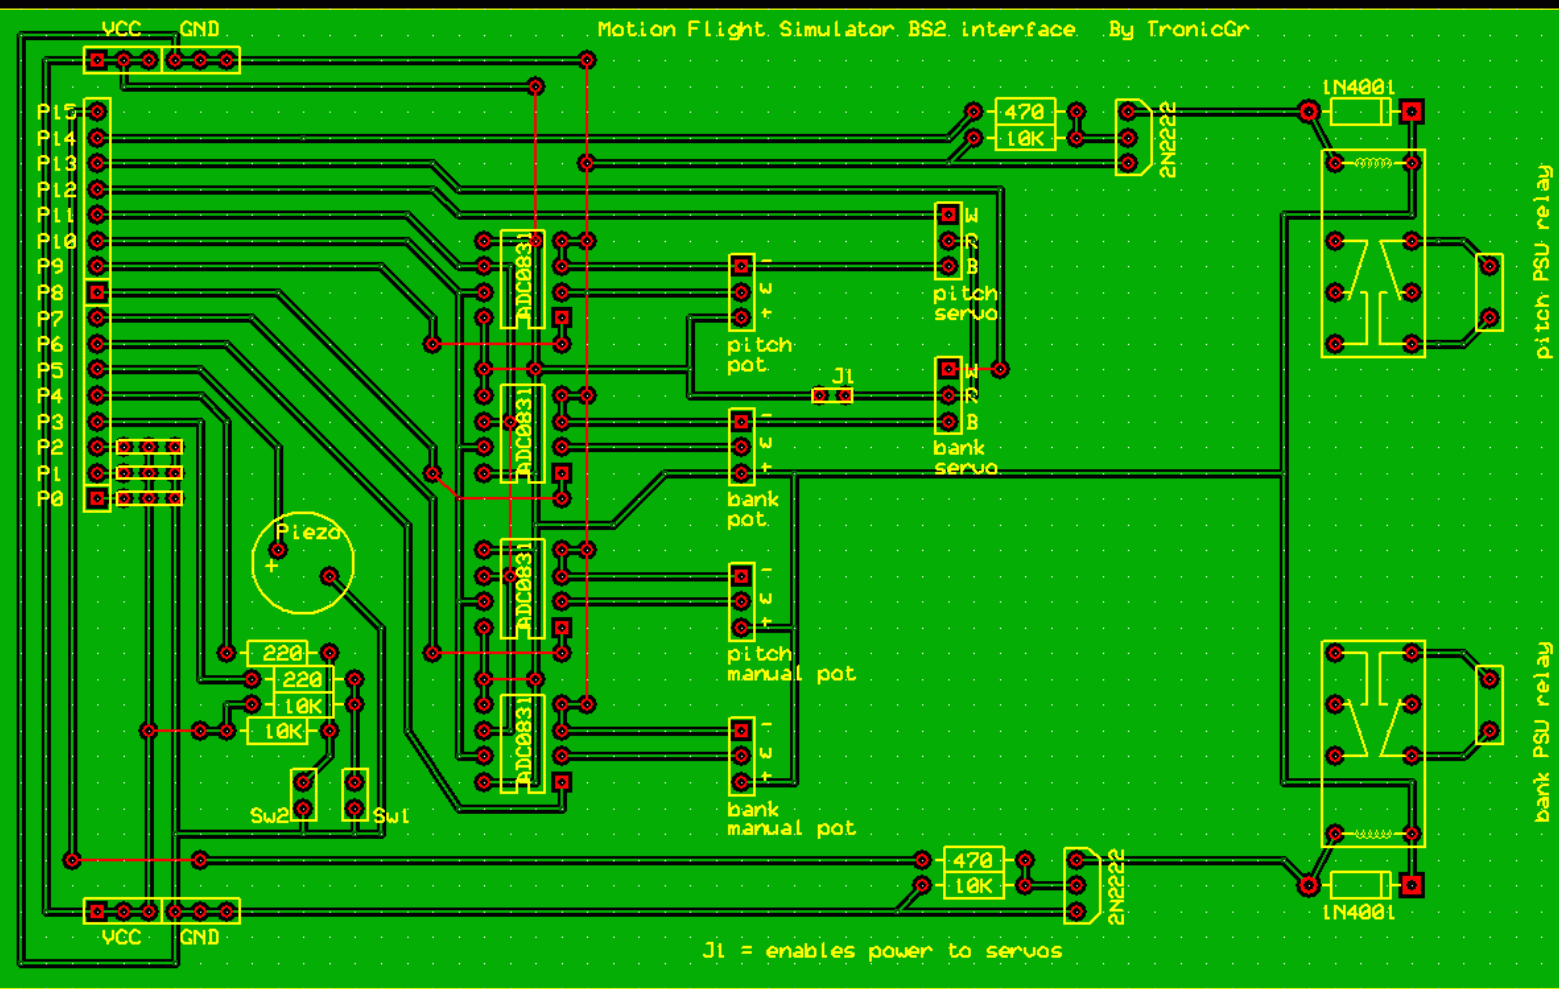 VCC GND
Motion Flight Simulator BS2 interface By TronicGr
1N4001
P15
470
P14
10K
2N2222
P13
P12
P11
W
P10
R
P9
B
ADC0831
-
w
+
pitch
servo
pitch
pot
pitch PSU relay
P8
P7
P6
P5
P4
P3
P2
P1
P0
J1
W
R
B
ADC0831
-
w
+
bank
servo
bank
pot
Piezo
+
ADC0831
-
w
+
pitch
manual pot
220
220
10K
10K
ADC0831
-
w
+
bank
manual pot
bank PSU relay
Sw2
Sw1
470
10K
2N2222
1N4001
VCC GND
J1 = enables power to servos